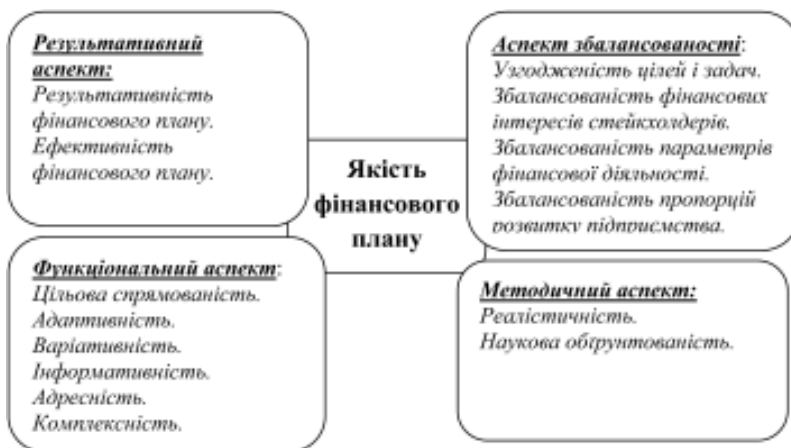 Результативний
аспект:
Результативність
фінансового плану.
Ефективність
фінансового плану.
Аспект збалансованості:
Узгодженість цілей і задач.
Збалансованість фінансових
інтересів стейкхолдерів.
Збалансованість параметрів
фінансової діяльності.
Збалансованість пропорцій
розвитку підприємства.
Якість
фінансового
плану
Функціональний аспект:
Цільова спрямованість.
Адаптивність.
Варіативність.
Інформативність.
Адресність.
Комплексність.
Методичний аспект:
Реалістичність.
Наукова обґрунтованість.